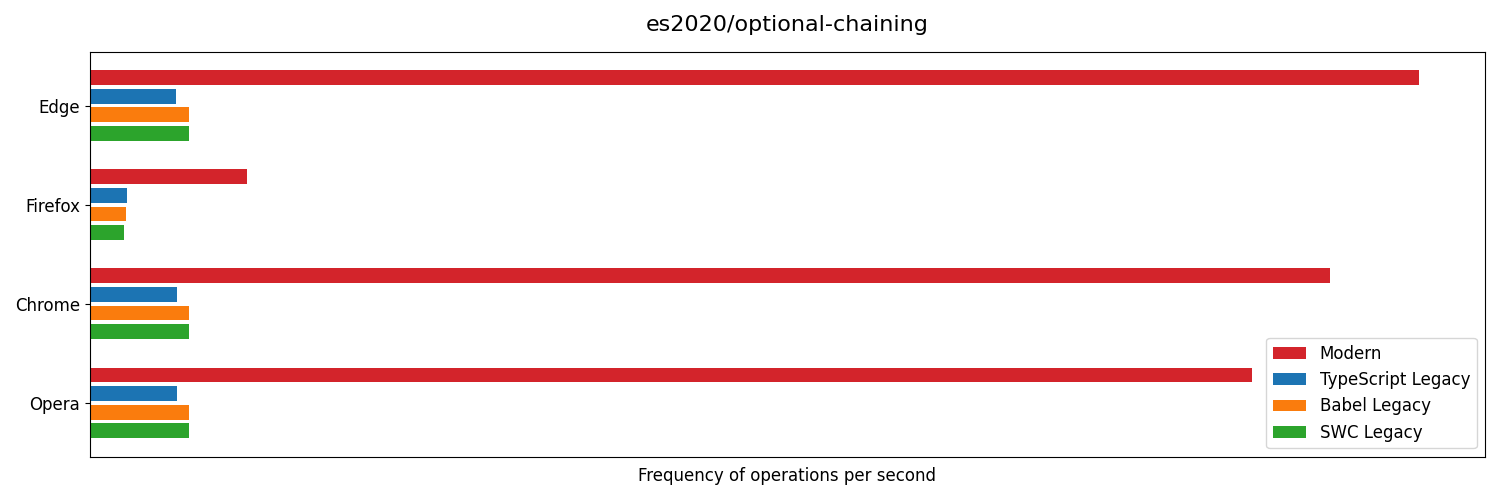 es2020/optional-chaining
Edge
Firefox
Chrome
Opera
Modern
TypeScript Legacy
Babel Legacy
SWC Legacy
Frequency of operations per second